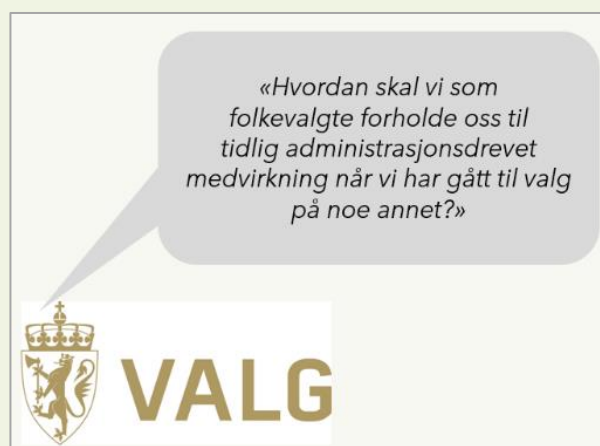 «Hvordan skal vi som
folkevalgte forholde oss til
tidlig administrasjonsdrevet
medvirkning når vi har gått til valg
på noe annet?»
VALG